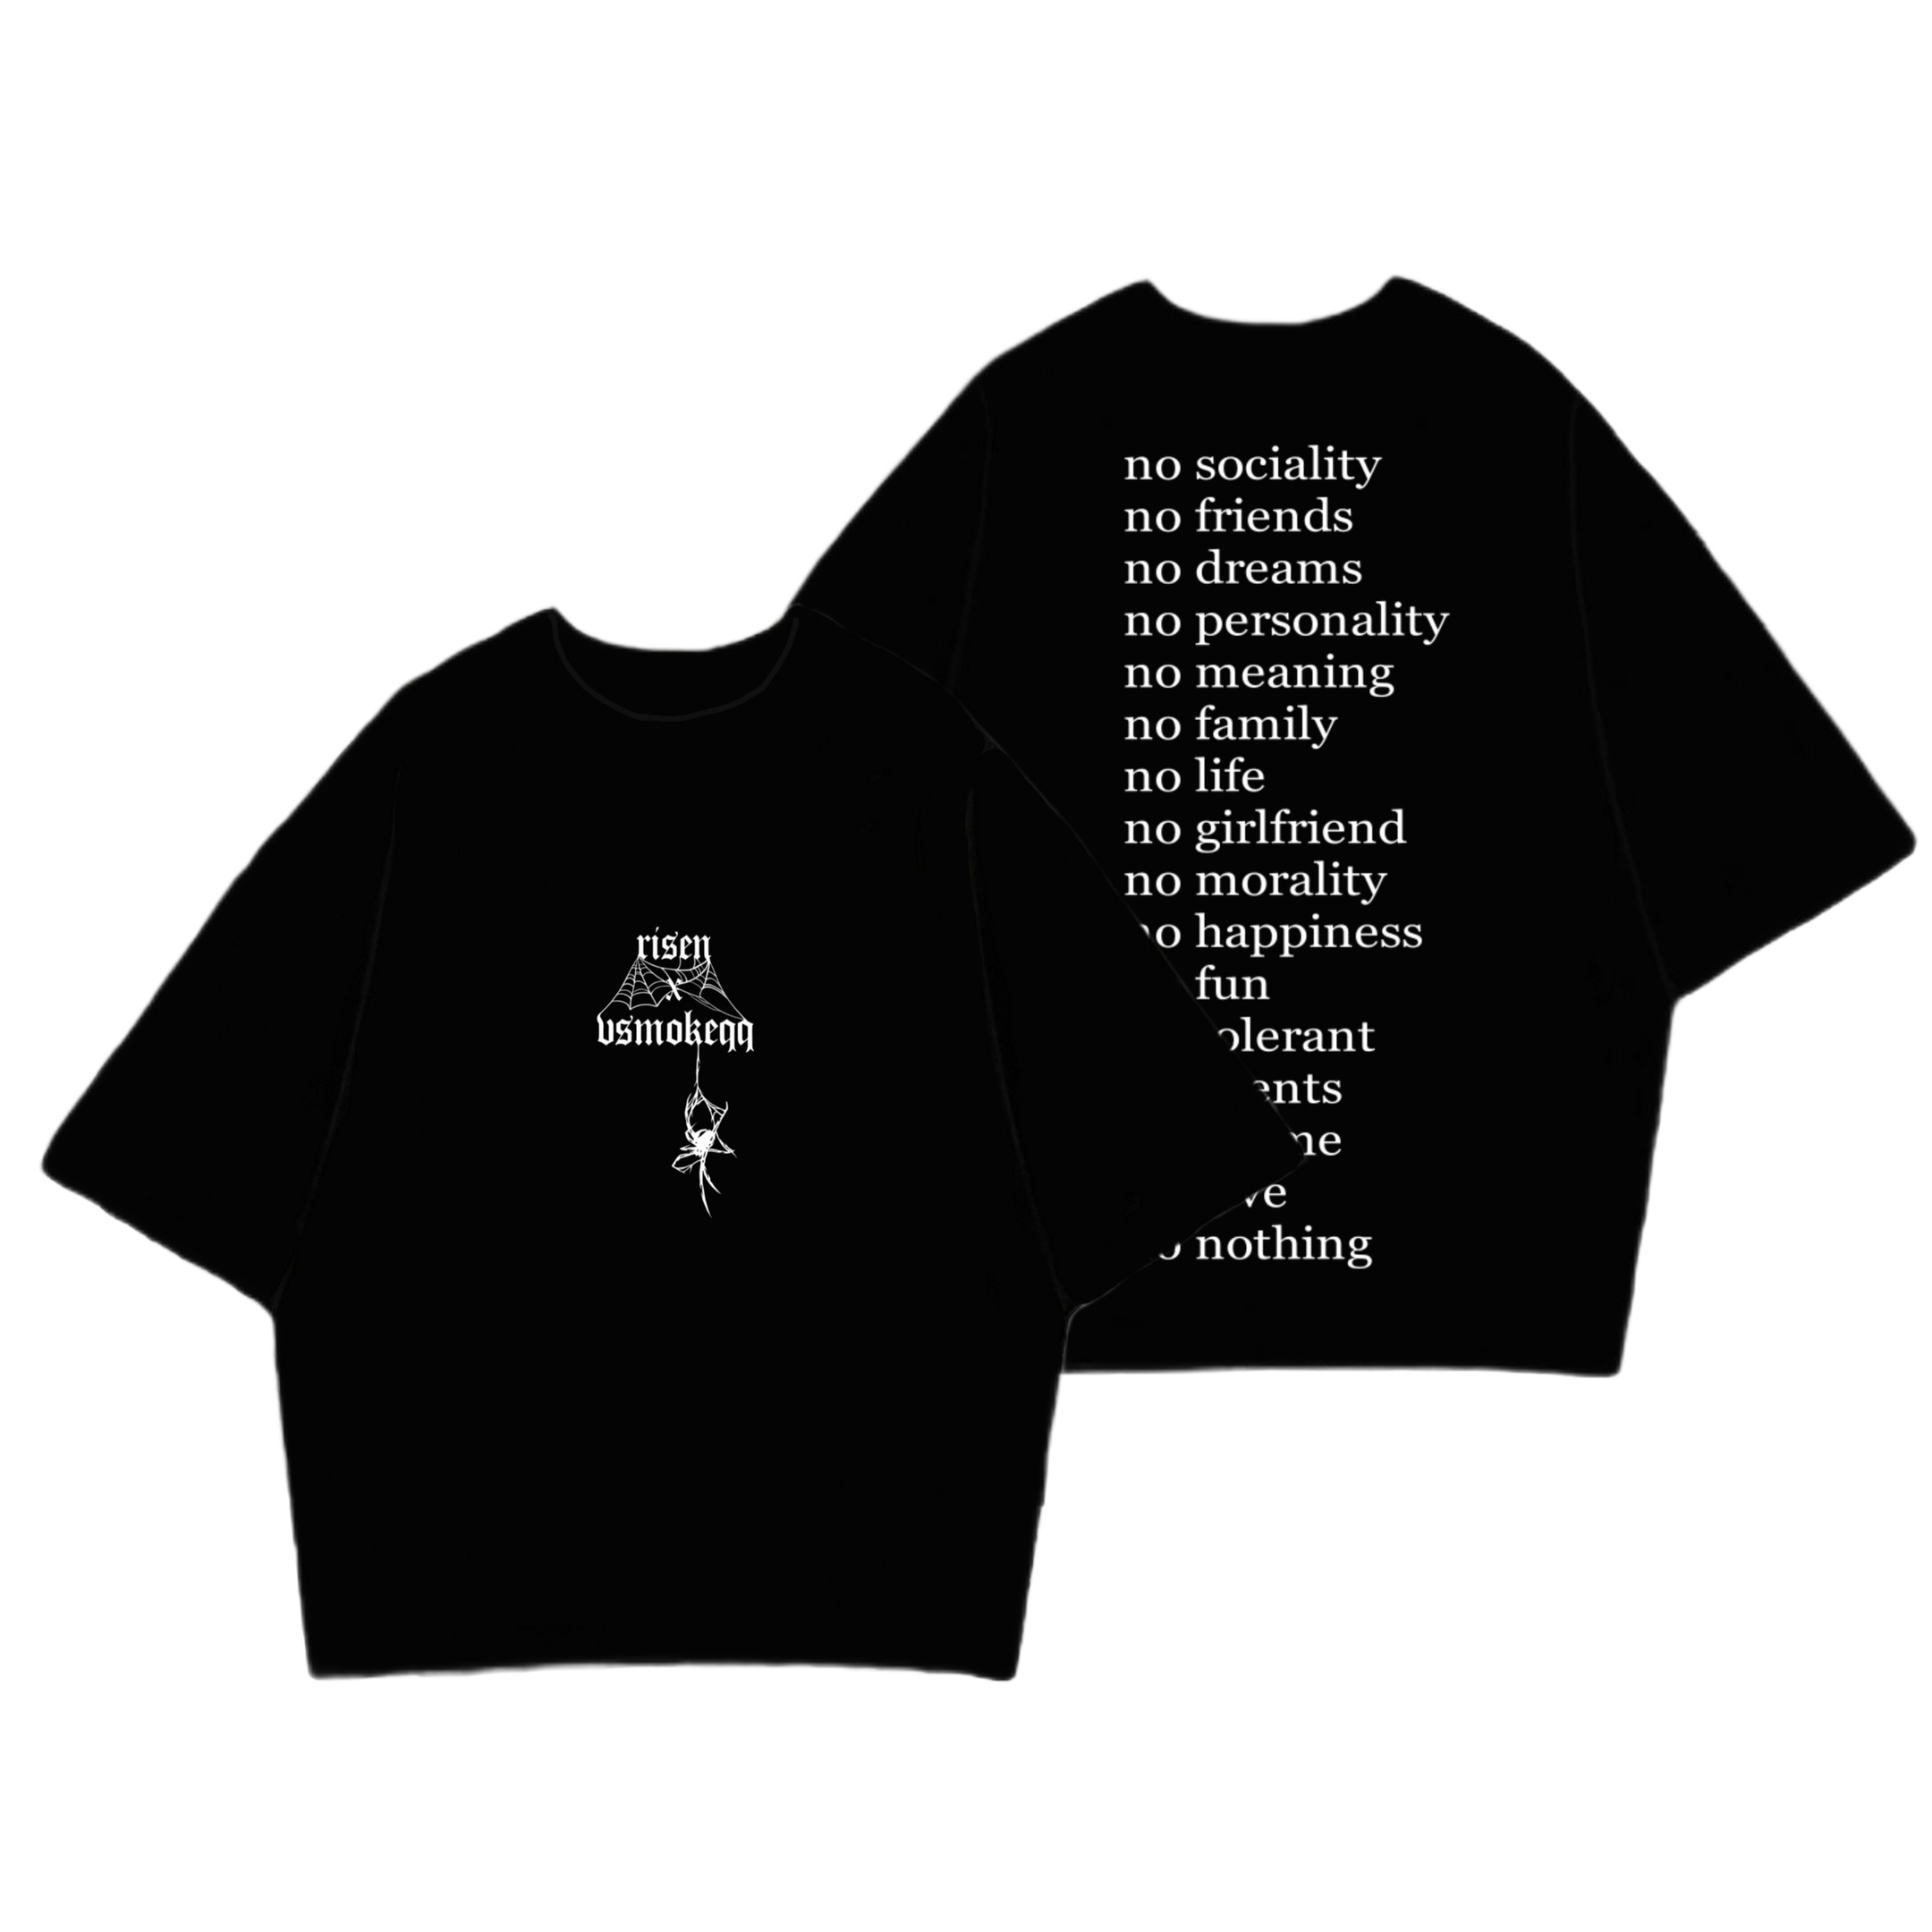 risen
x
vsmokeqq
no sociality
no friends
no dreams
no personality
no meaning
no family
no life
no girlfriend
no morality
no happiness
fun
nothing